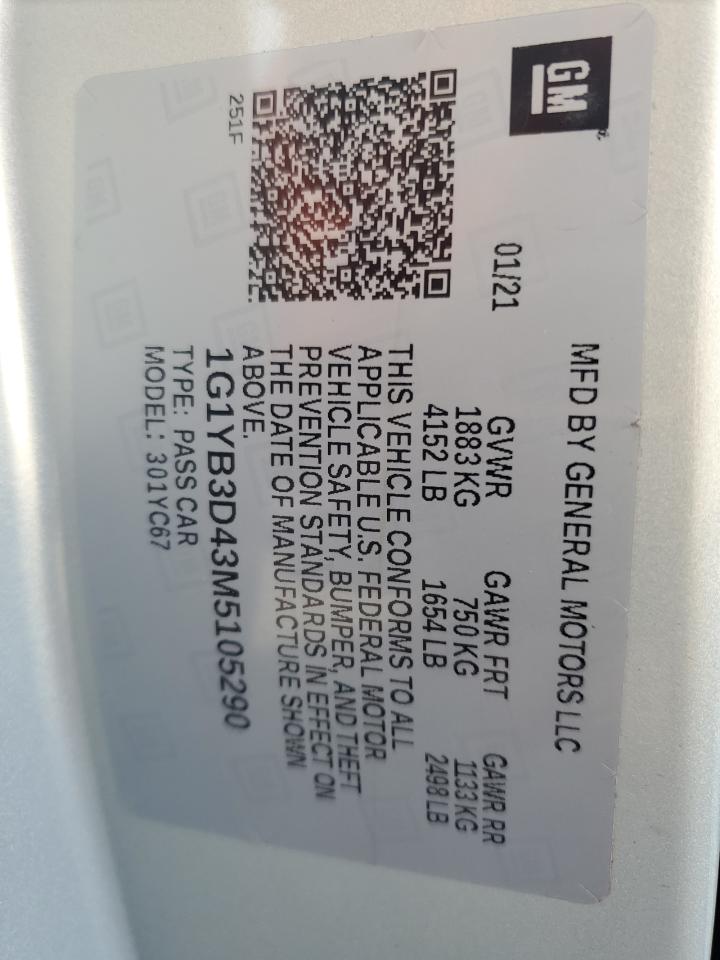 GM
MFD BY GENERAL MOTORS LLC
01/21
GVWR GAWR FRT GAWR RR
1883 KG 750 KG 1133 KG
4152 LB 1654 LB 2498 LB
THIS VEHICLE CONFORMS TO ALL
APPLICABLE U.S. FEDERAL MOTOR
VEHICLE SAFETY, BUMPER, AND THEFT
PREVENTION STANDARDS IN EFFECT ON
THE DATE OF MANUFACTURE SHOWN
ABOVE.
251F
1G1YB3D43M5105290
TYPE: PASS CAR
MODEL: 301YC67